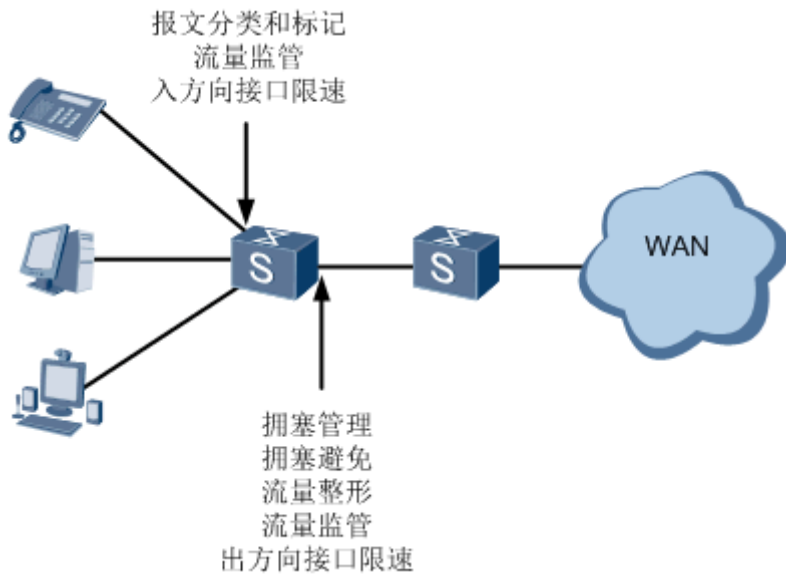 报文分类和标记
流量监管
入方向接口限速
S
S
WAN
拥塞管理
拥塞避免
流量整形
流量监管
出方向接口限速